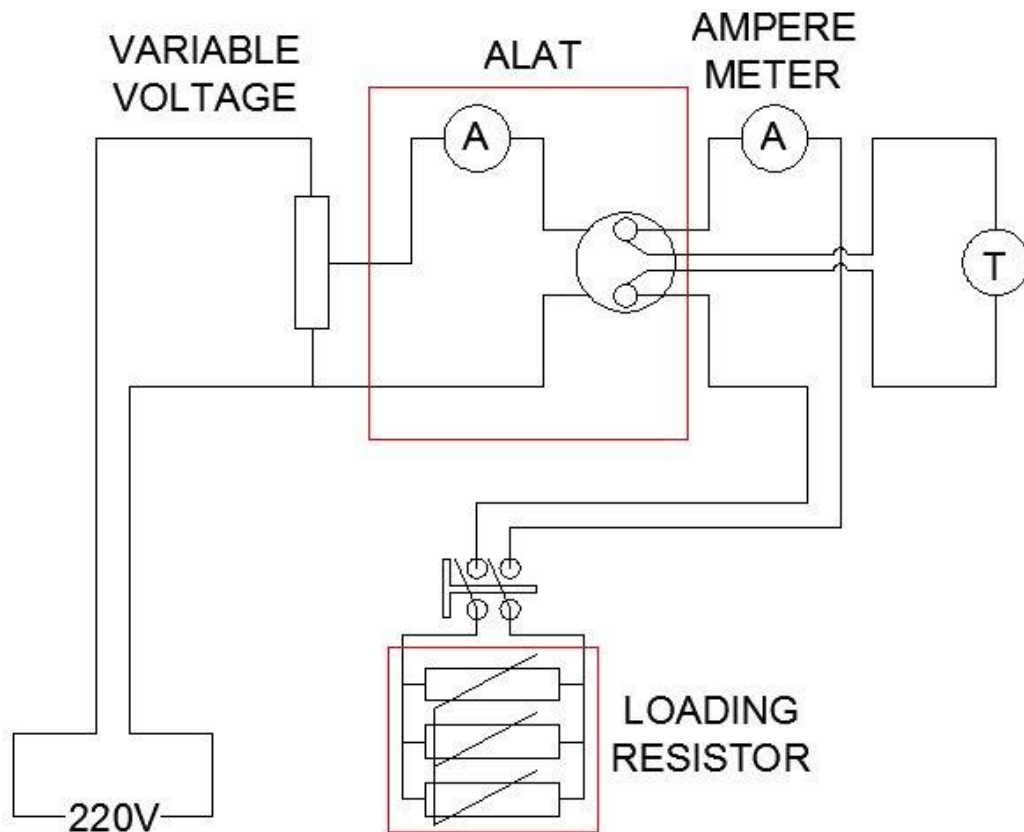 VARIABLE
VOLTAGE
ALAT
AMPERE
METER
A
A
T
LOADING
RESISTOR
220V